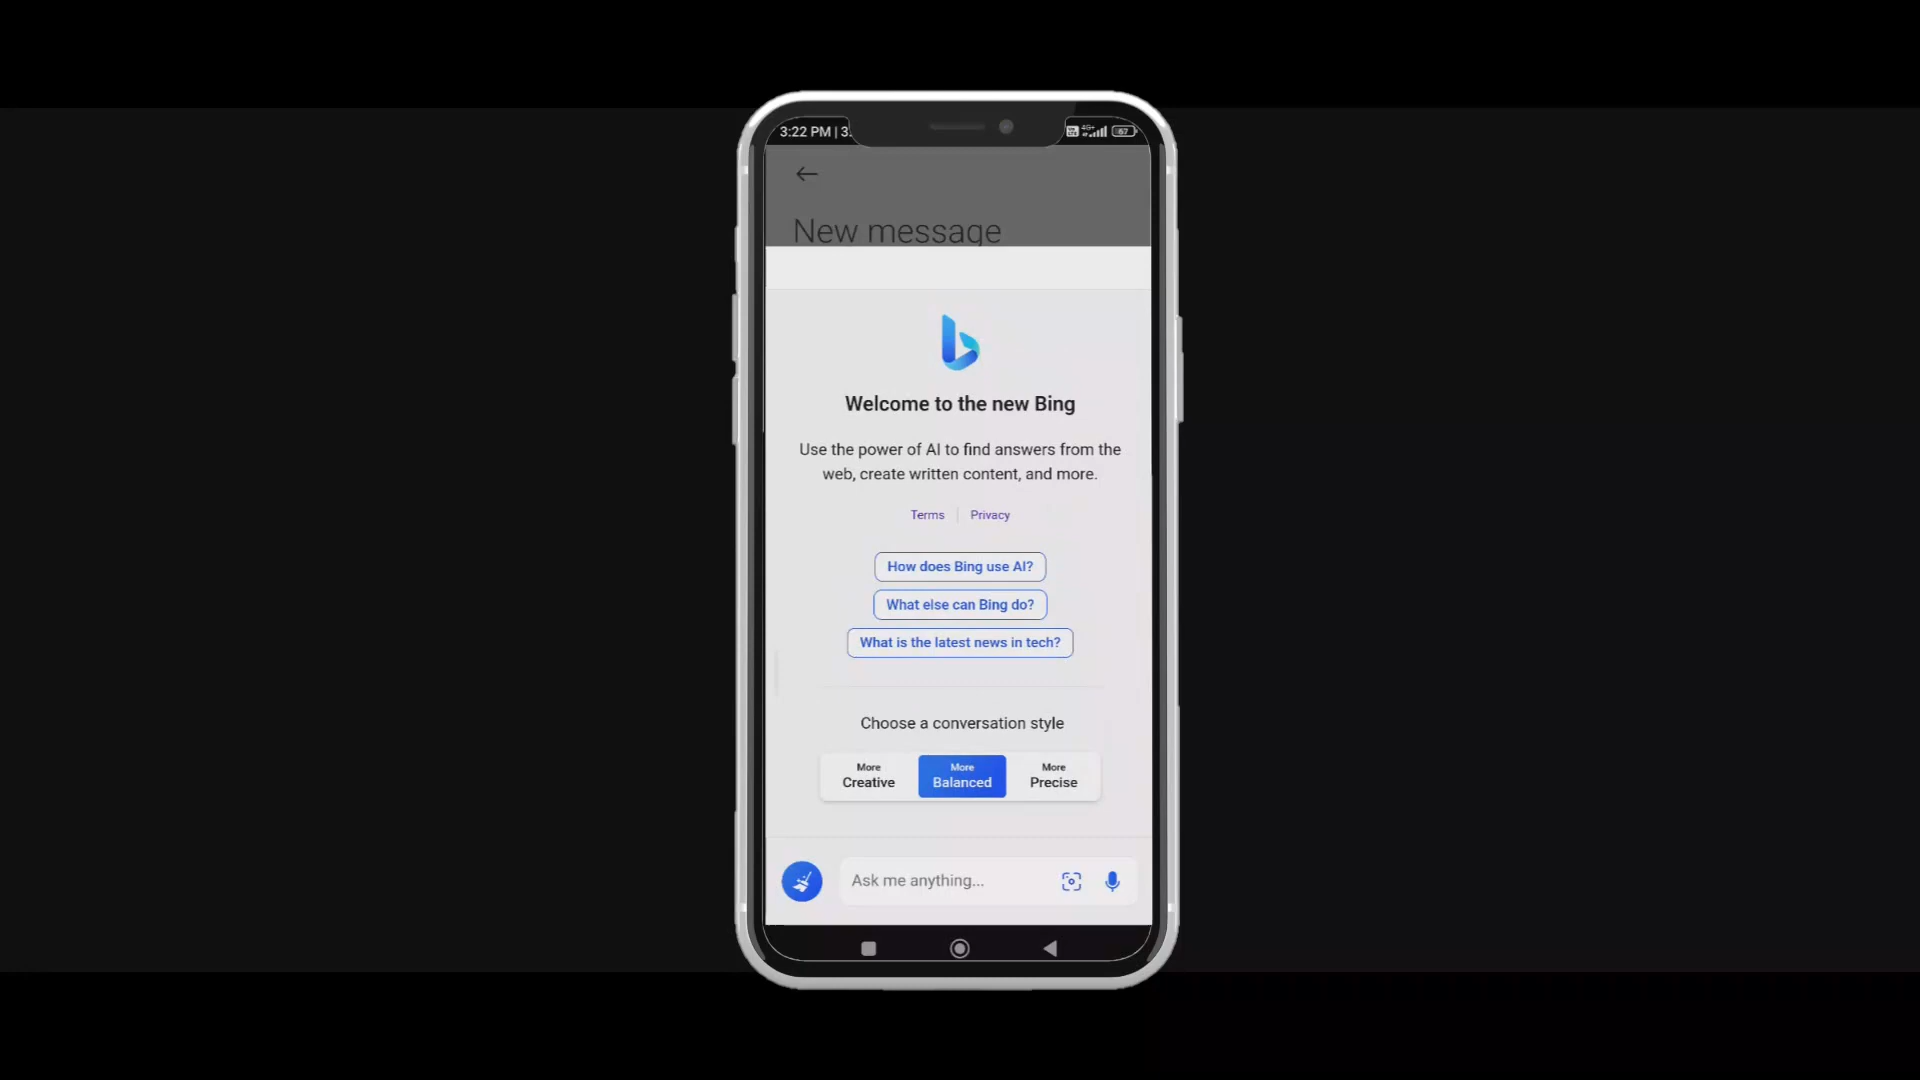 3:22 PM | 3.
4G+
67
New message
Welcome to the new Bing
Use the power of AI to find answers from the
web, create written content, and more.
Terms
Privacy
How does Bing use AI?
What else can Bing do?
What is the latest news in tech?
Choose a conversation style
More
Creative
More
Balanced
More
Precise
Ask me anything...